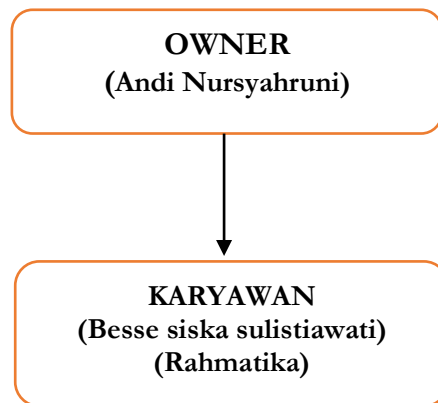 OWNER
(Andi Nursyahruni)
KARYAWAN
(Besse siska sulistiawati)
(Rahmatika)